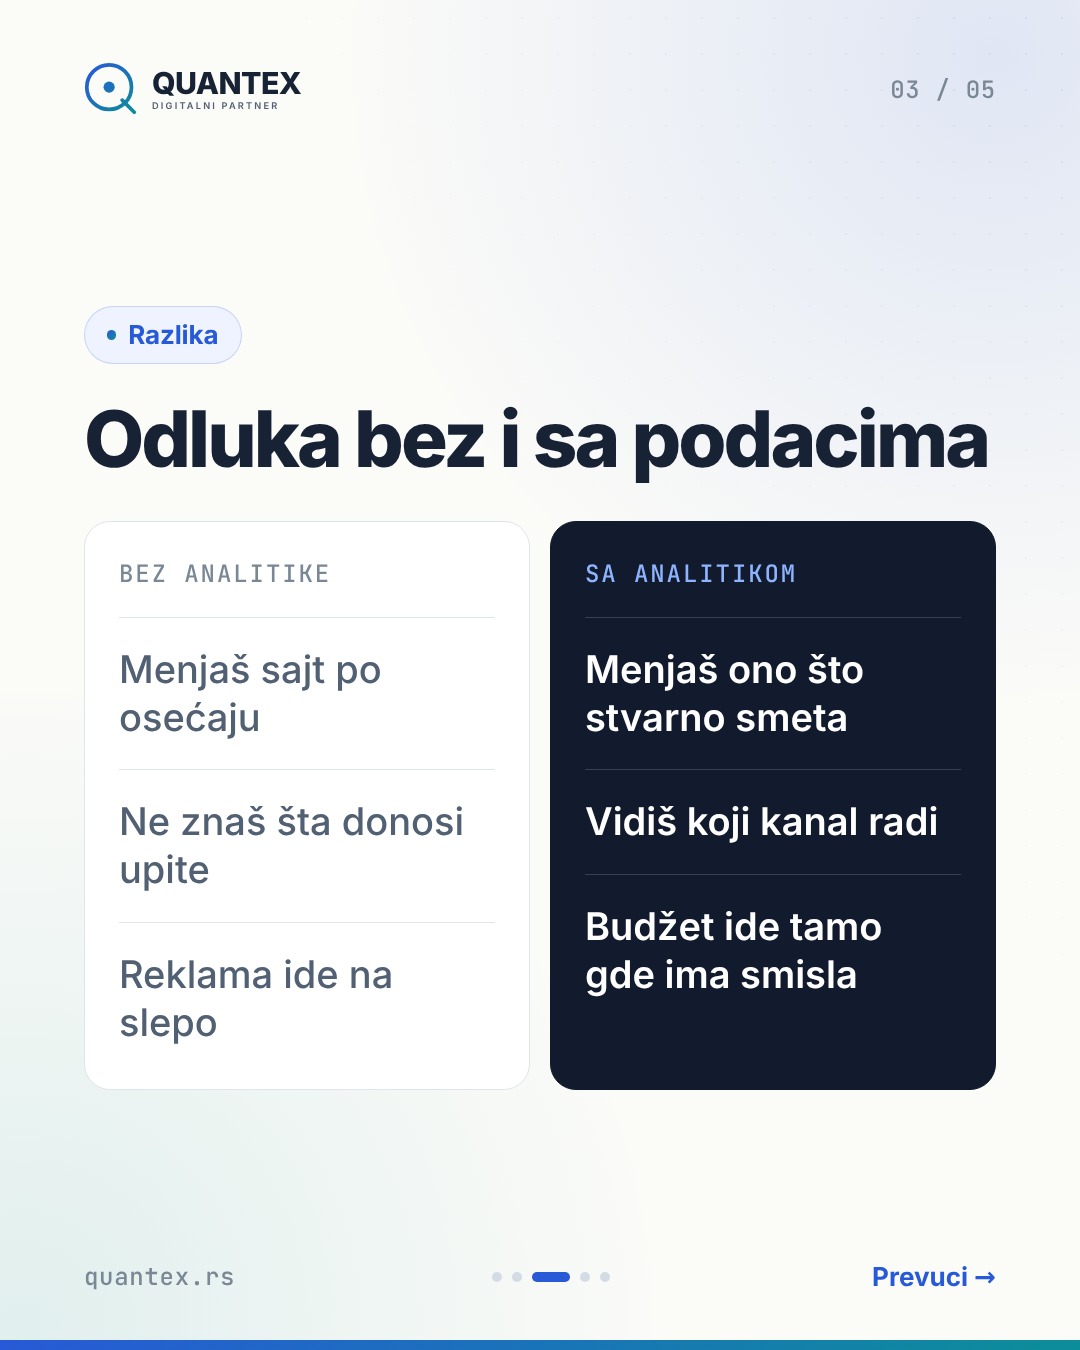 QUANTEX
DIGITALNI PARTNER
03 / 05
Razlika
Odluka bez i sa podacima
BEZ ANALITIKE
Menjaš sajt po
osećaju
Ne znaš šta donosi
upite
Reklama ide na
slepo
SA ANALITIKOM
Menjaš ono što
stvarno smeta
Vidiš koji kanal radi
Budžet ide tamo
gde ima smisla
quantex.rs
Prevuci →